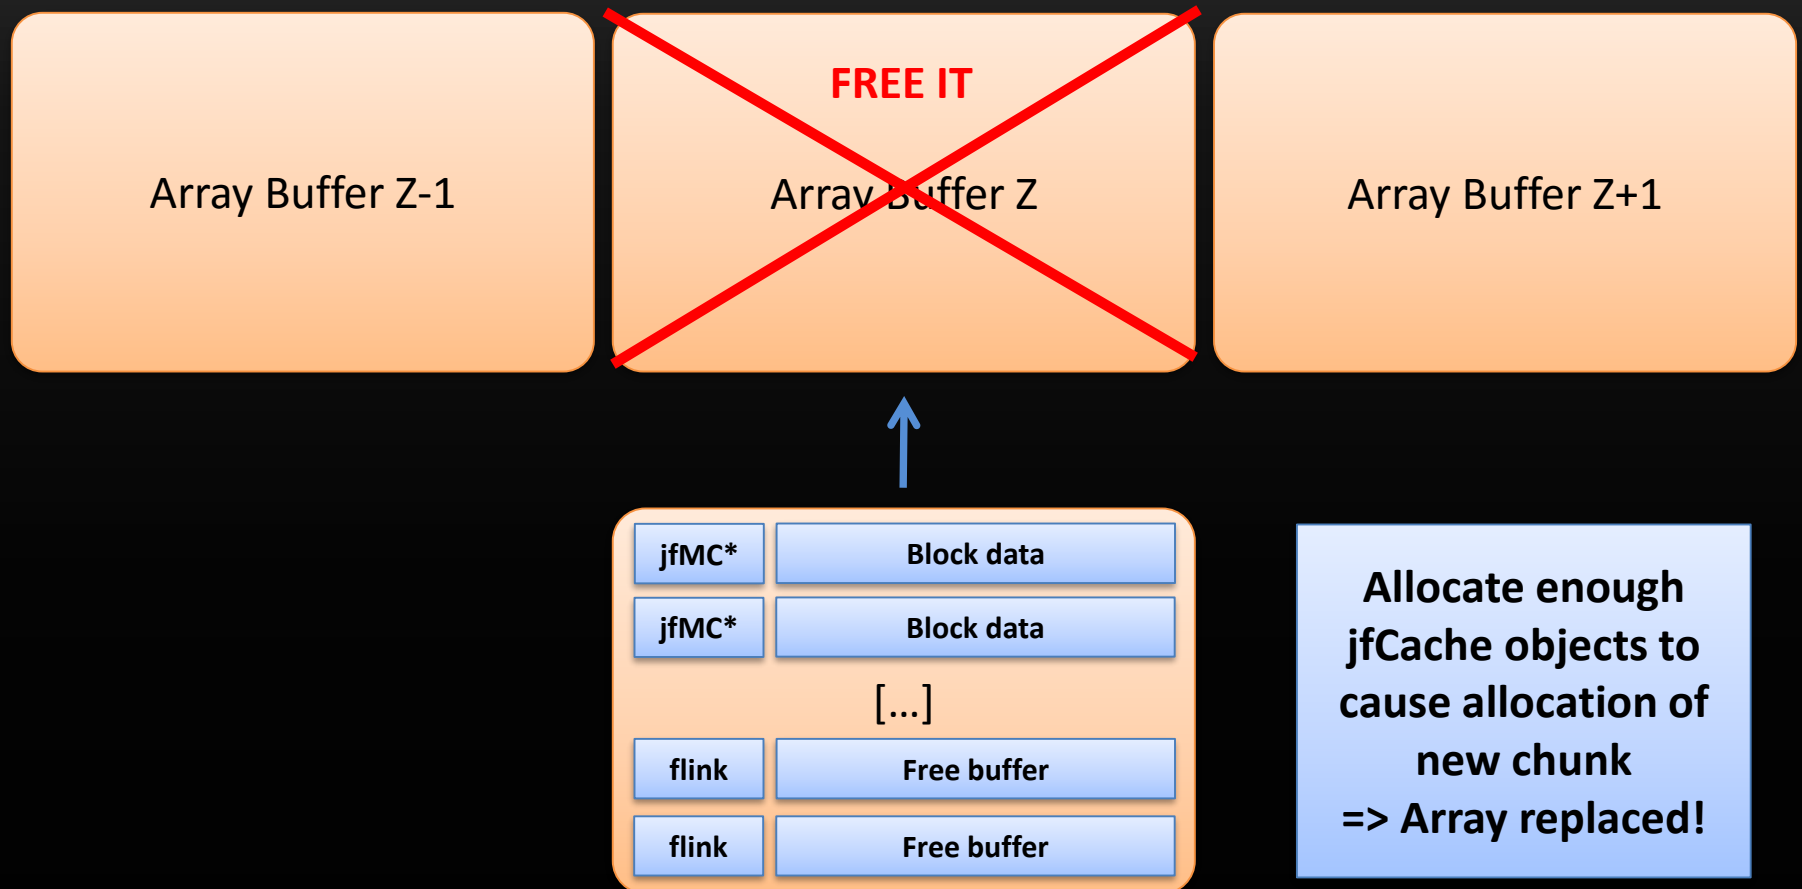 FREE IT
Array Buffer Z-1
Array Buffer Z
Array Buffer Z+1
jfMC*
Block data
jfMC*
Block data
[...]
flink
Free buffer
flink
Free buffer
Allocate enough
jfCache objects to
cause allocation of
new chunk
=> Array replaced!